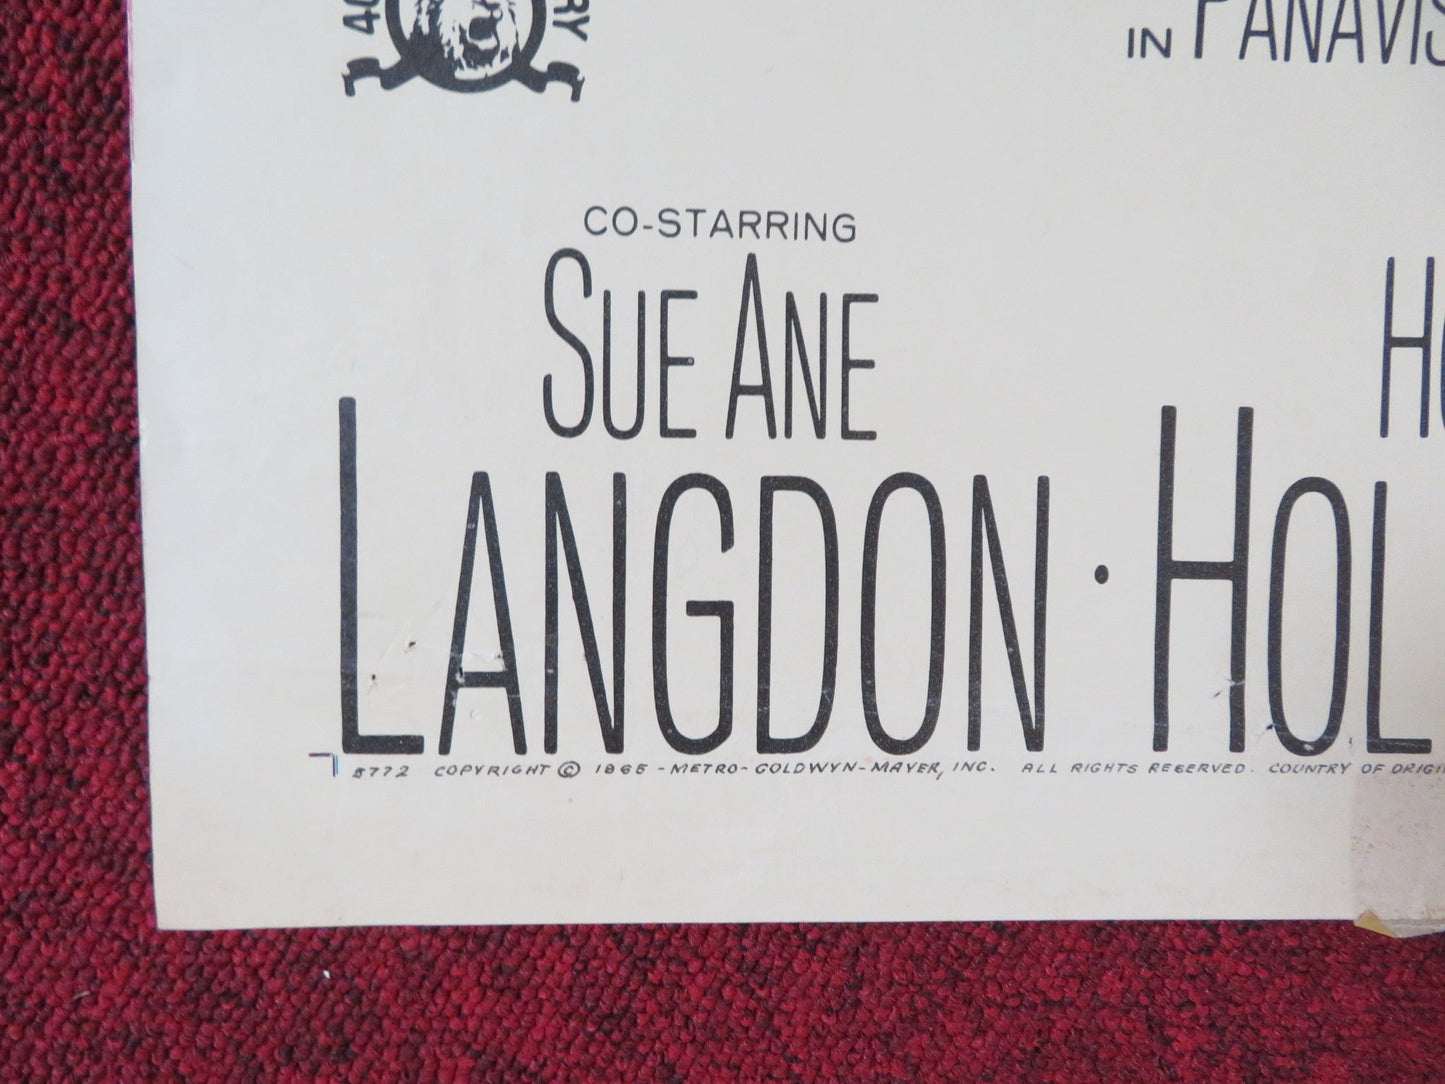 IN PANAVIS
CO-STARRING
SUE ANE
LANGDON · HOL
5772 COPYRIGHT © 1965 - METRO - GOLDWYN - MAYER, INC. ALL RIGHTS RESERVED. COUNTRY OF ORIGI